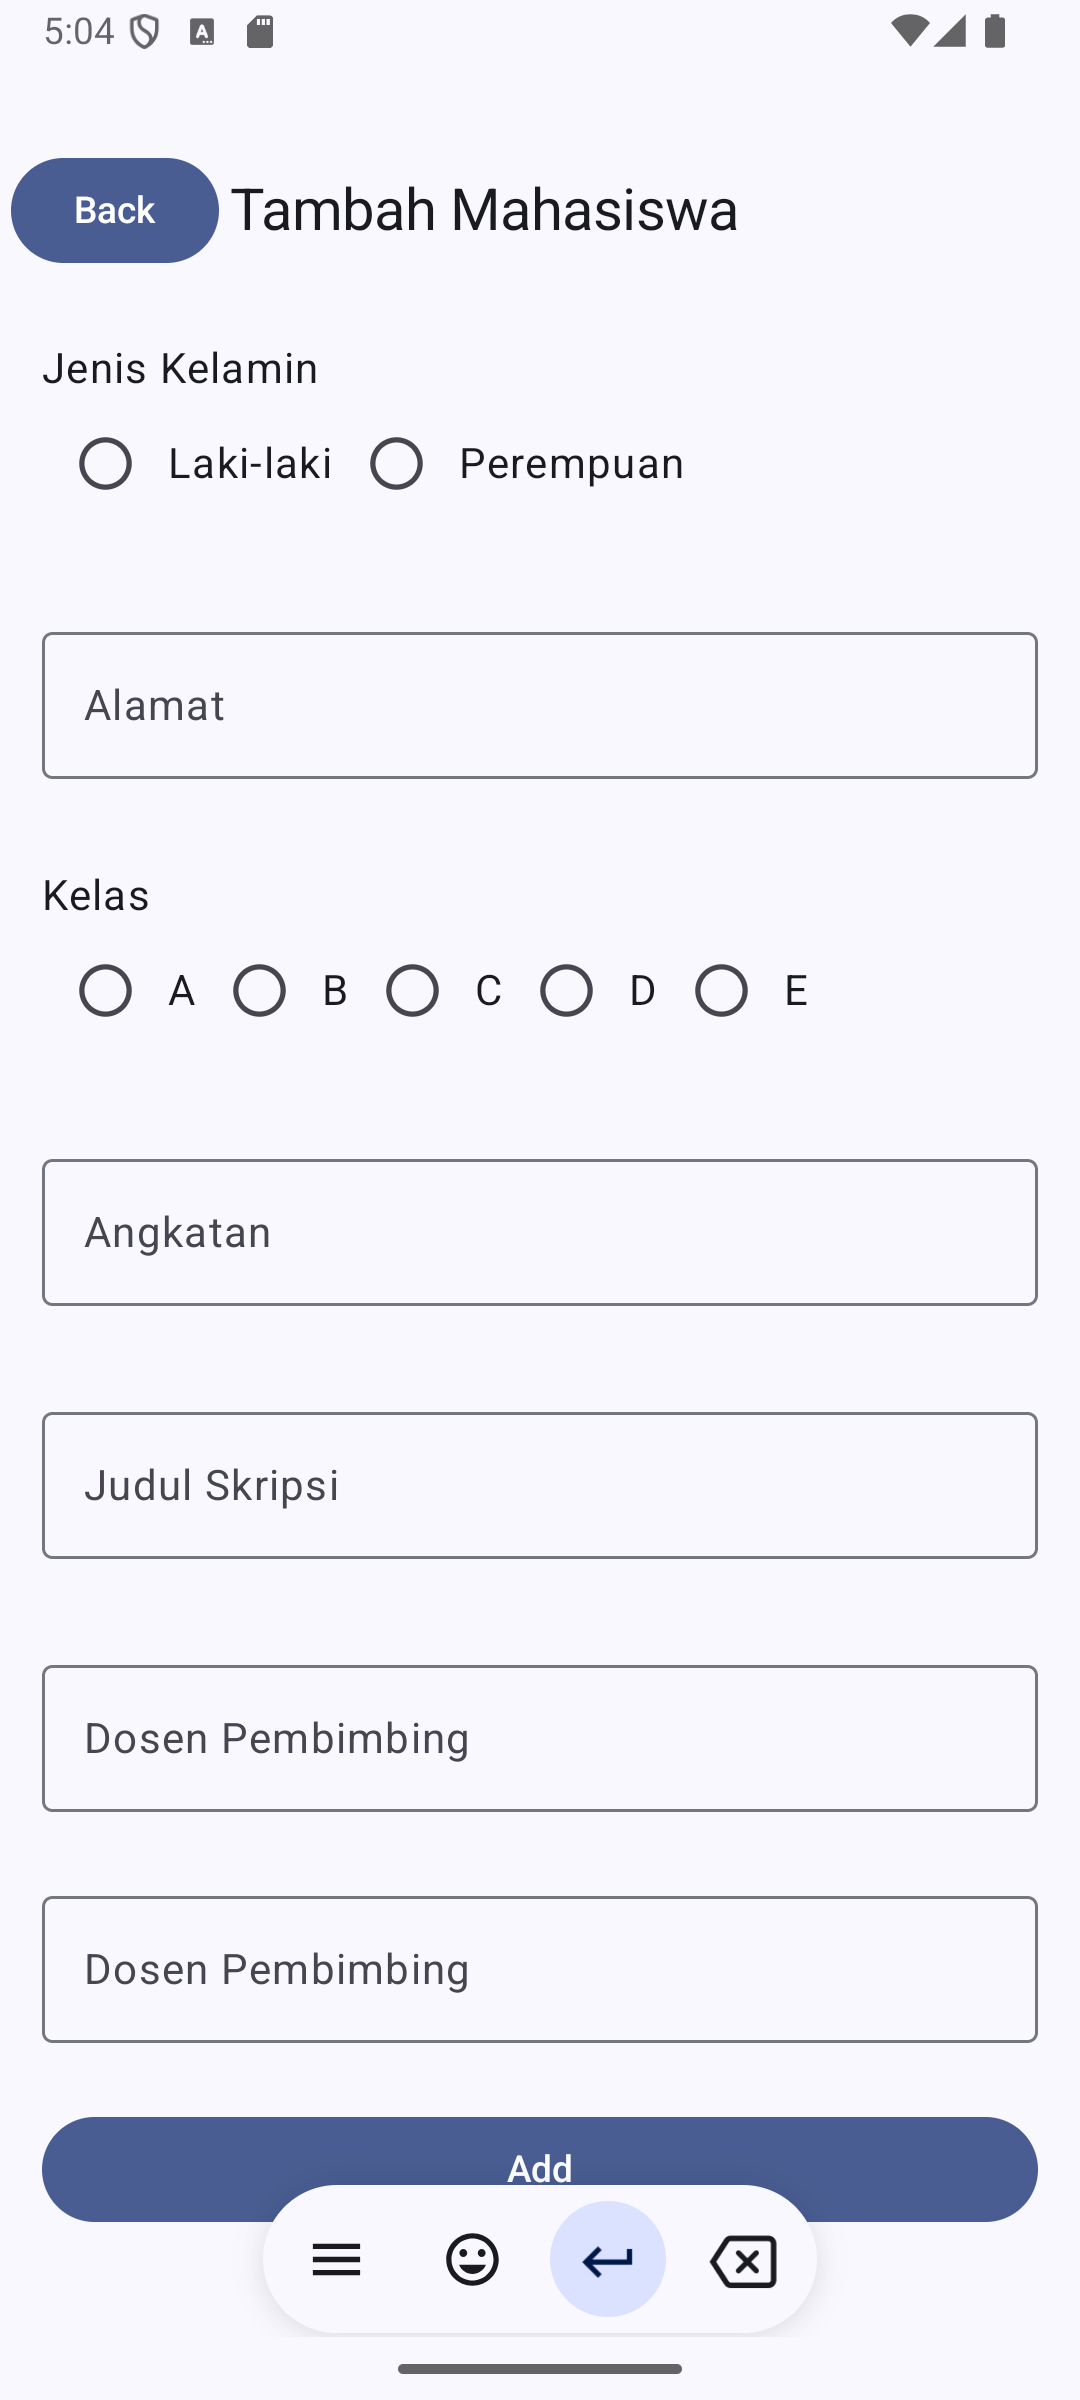 5:04
Back
Tambah Mahasiswa
Jenis Kelamin
Laki-laki
Perempuan
Alamat
Kelas
A B C D E
Angkatan
Judul Skripsi
Dosen Pembimbing
Dosen Pembimbing
Add